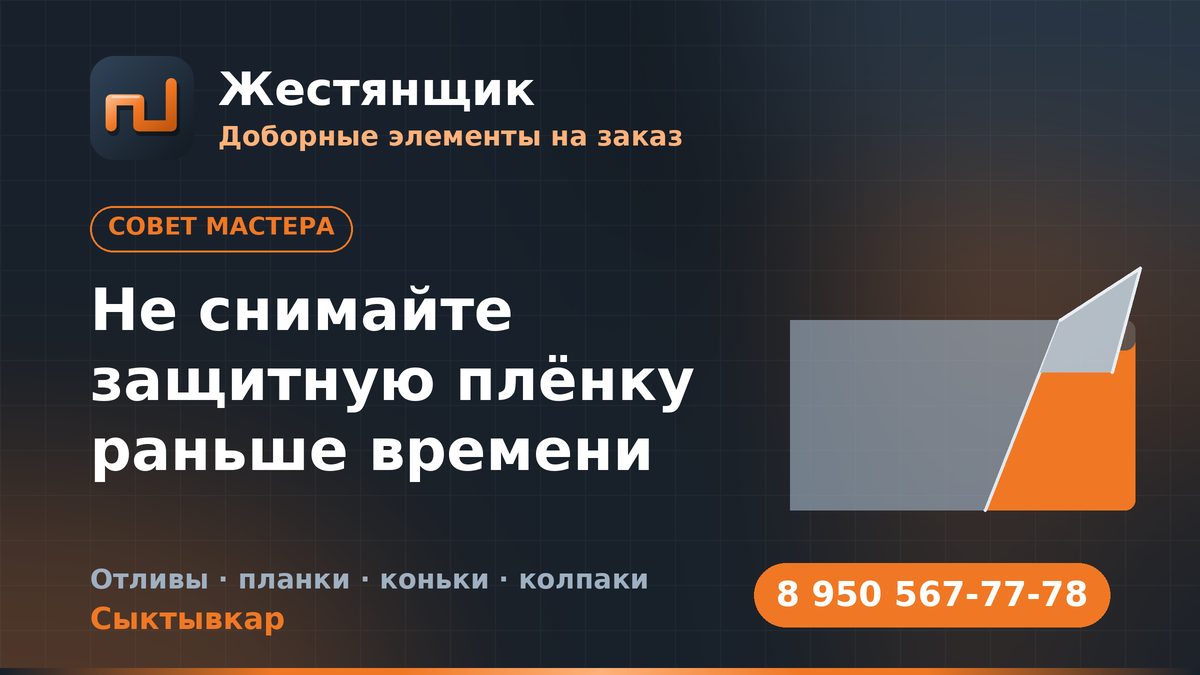 Жестянщик
Доборные элементы на заказ
СОВЕТ МАСТЕРА
Не снимайте
защитную плёнку
раньше времени
Отливы · планки · коньки · колпаки
Сыктывкар
8 950 567-77-78